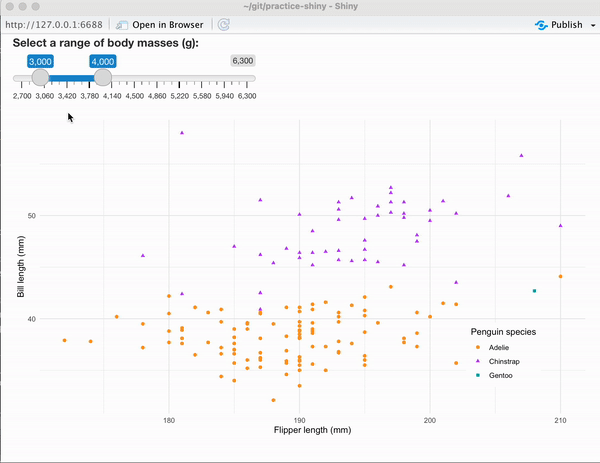 ~/git/practice-shiny - Shiny
http://127.0.0.1:6688 Open in Browser Publish
Select a range of body masses (g):
3,000 4,000 6,300
2,700 3,060 3,420 3,780 4,140 4,500 4,860 5,220 5,580 5,940 6,300
50
40
Bill length (mm)
Penguin species
Adelie
Chinstrap
Gentoo
180 190 200 210
Flipper length (mm)